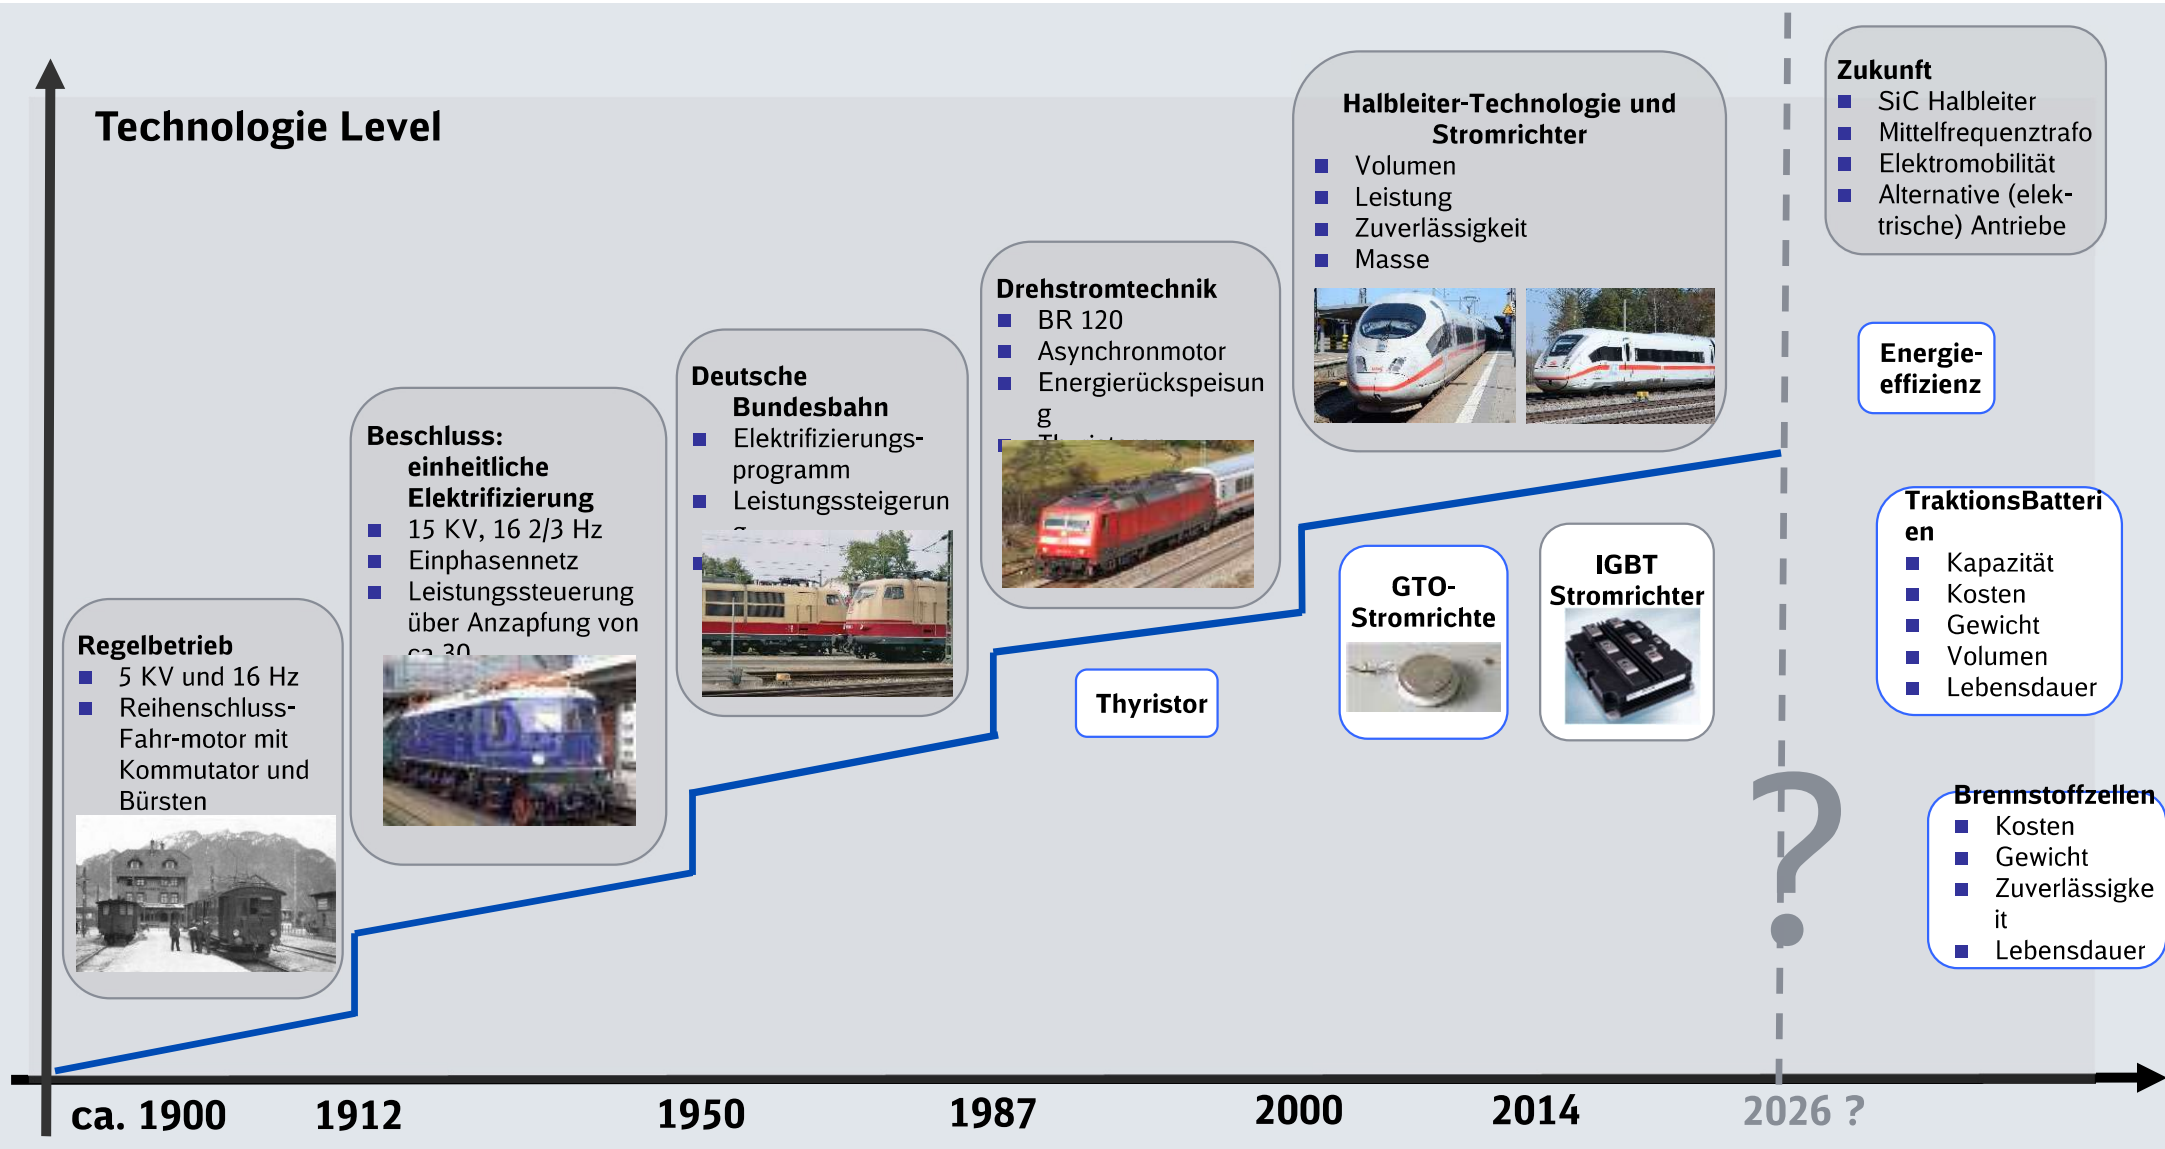 Technologie Level
Regelbetrieb
5 KV und 16 Hz
Reihenschluss-
Fahr-motor mit
Kommutator und
Bürsten
Beschluss:
einheitliche
Elektrifizierung
15 KV, 16 2/3 Hz
Einphasennetz
Leistungssteuerung
über Anzapfung von
ca 30
Deutsche
Bundesbahn
Elektrifizierungs-
programm
Leistungssteigerun
g
Drehstromtechnik
BR 120
Asynchronmotor
Energierückspeisun
g
Halbleiter-Technologie und
Stromrichter
Volumen
Leistung
Zuverlässigkeit
Masse
Zukunft
SiC Halbleiter
Mittelfrequenztrafo
Elektromobilität
Alternative (elek-
trische) Antriebe
Energie-
effizienz
TraktionsBatteri
en
Kapazität
Kosten
Gewicht
Volumen
Lebensdauer
Brennstoffzellen
Kosten
Gewicht
Zuverlässigke
it
Lebensdauer
Thyristor
GTO-
Stromrichte
IGBT
Stromrichter
?
ca. 1900
1912
1950
1987
2000
2014
2026 ?